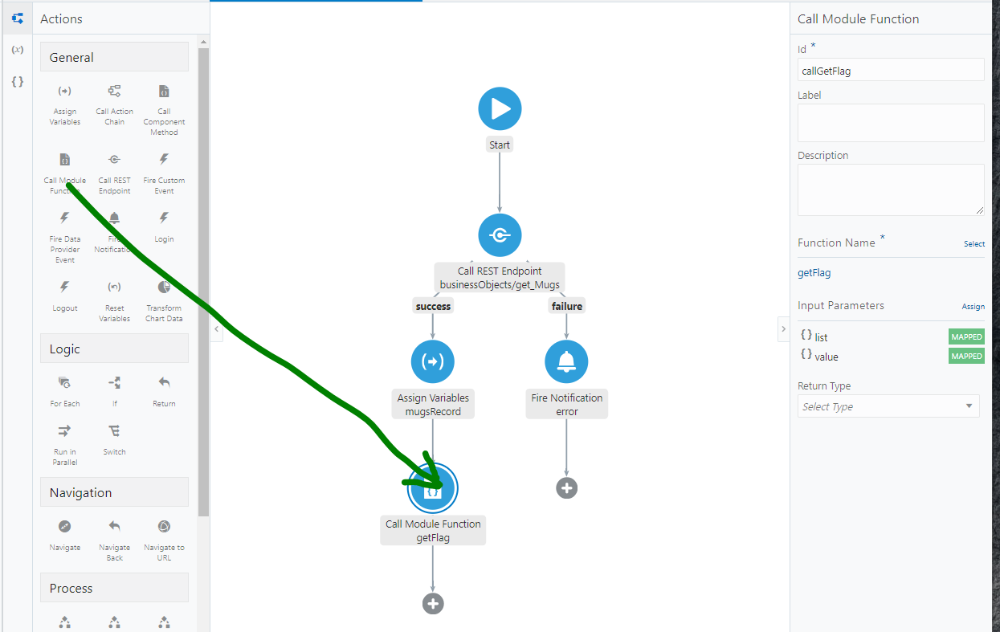 Actions
(x)
{ }
General
Assign
Variables
Call Action
Chain
Call
Component
Method
Call Module
Function
Call REST
Endpoint
Fire Custom
Event
Fire Data
Provider
Event
Fire
Notification
Login
Logout
Reset
Variables
Transform
Chart Data
Logic
For Each
If
Return
Run in
Parallel
Switch
Navigation
Navigate
Navigate
Back
Navigate to
URL
Process
Start
Call REST Endpoint
businessObjects/get_Mugs
success
failure
Assign Variables
mugsRecord
Fire Notification
error
Call Module Function
getFlag
Call Module Function
Id *
callGetFlag
Label
Description
Function Name *
Select
getFlag
Input Parameters
Assign
{ } list
MAPPED
{ } value
MAPPED
Return Type
Select Type